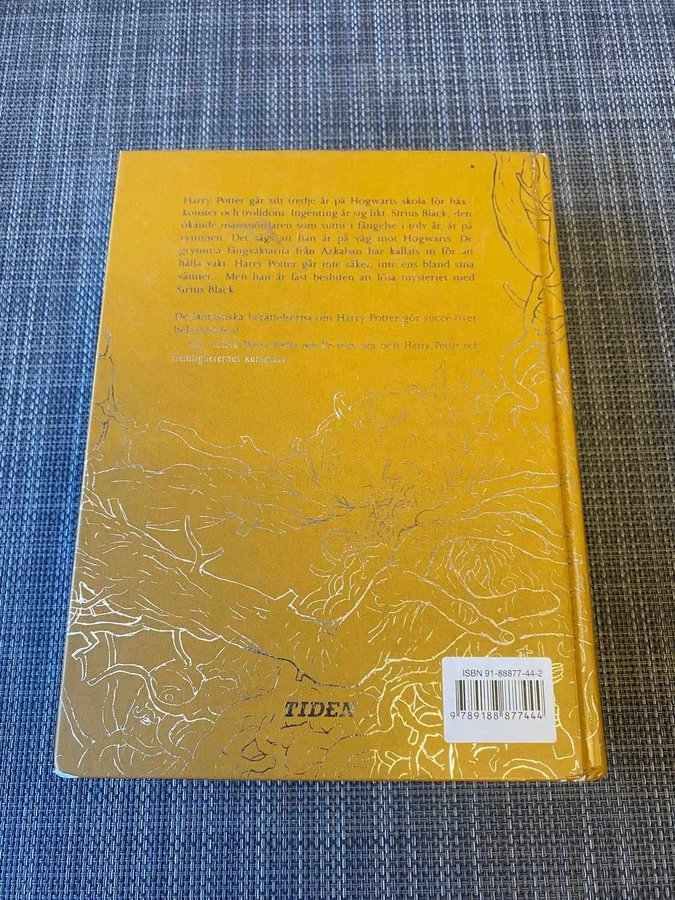 Harry Potter går sitt tredje år på Hogwarts skola för häx-
konster och trolldom. Ingenting är sig likt. Sirius Black, den
ökände massmördaren som suttit i fängelse i tolv år, är på
rymmen. Det sägs att han är på väg mot Hogwarts. De
grymma fångvaktarna från Azkaban har kallats in för att
hålla vakt. Harry Potter går inte säker, inte ens bland sina
vänner... Men han är fast besluten att lösa mysteriet med
Sirius Black.
De fantastiska berättelserna om Harry Potter gör succé över
hela världen!
Harry Potter och De vises sten och Harry Potter och
Hemligheternas kammare.
TIDEN
ISBN 91-88877-44-2
9 789188 877444